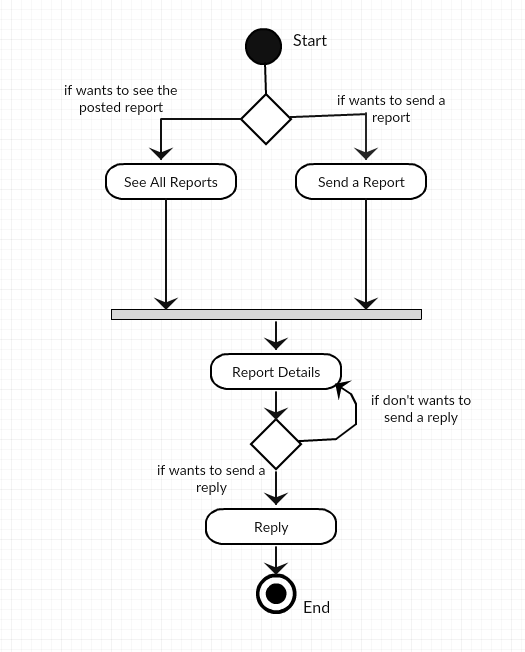 Start
if wants to see the
posted report
if wants to send a
report
See All Reports
Send a Report
Report Details
if don't wants to
send a reply
if wants to send a
reply
Reply
End